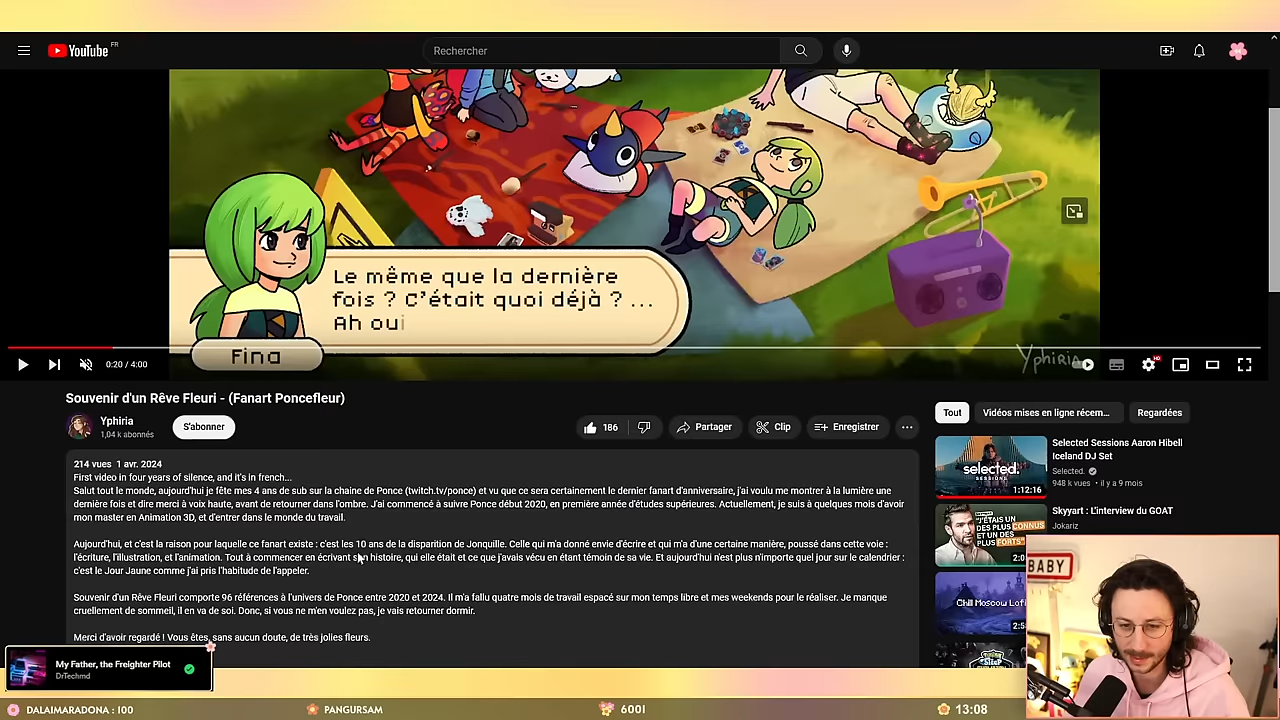 YouTube FR
Rechercher
Le même que la dernière
fois ? C'était quoi déjà ? ...
Ah oui
Fina
Yphiria
0:20 / 4:00
HD
Souvenir d'un Rêve Fleuri - (Fanart Poncefleur)
Yphiria
1,04 k abonnés
S'abonner
186
Partager
Clip
Enregistrer
214 vues 1 avr. 2024
First video in four years of silence, and it's in french...
Salut tout le monde, aujourd'hui je fête mes 4 ans de sub sur la chaine de Ponce (twitch.tv/ponce) et vu que ce sera certainement le dernier fanart d'anniversaire, j'ai voulu me montrer à la lumière une
dernière fois et dire merci à voix haute, avant de retourner dans l'ombre. J'ai commencé à suivre Ponce début 2020, en première année d'études supérieures. Actuellement, je suis à quelques mois d'avoir
mon master en Animation 3D, et d'entrer dans le monde du travail.
Aujourd'hui, et c'est la raison pour laquelle ce fanart existe : c'est les 10 ans de la disparition de Jonquille. Celle qui m'a donné envie d'écrire et qui m'a d'une certaine manière, poussé dans cette voie :
l'écriture, l'illustration, et l'animation. Tout à commencer en écrivant son histoire, qui elle était et ce que j'avais vécu en étant témoin de sa vie. Et aujourd'hui n'est plus n'importe quel jour sur le calendrier :
c'est le Jour Jaune comme j'ai pris l'habitude de l'appeler.
Souvenir d'un Rêve Fleuri comporte 96 références à l'univers de Ponce entre 2020 et 2024. Il m'a fallu quatre mois de travail espacé sur mon temps libre et mes weekends pour le réaliser. Je manque
cruellement de sommeil, il en va de soi. Donc, si vous ne m'en voulez pas, je vais retourner dormir.
Merci d'avoir regardé ! Vous êtes, sans aucun doute, de très jolies fleurs.
Tout
Vidéos mises en ligne récem...
Regardées
selected.
SESSIONS
1:12:16
Selected Sessions Aaron Hibell
Iceland DJ Set
Selected.
948 k vues • il y a 9 mois
J'ÉTAIS UN
DES PLUS CONNUS
ET UN DES
PLUS FORTS
Skyyart : L'interview du GOAT
Jokariz
Chill Moscow Lofi
SLEEP
BABY
My Father, the Freighter Pilot
DrTechmd
DALAIMARADONA : 100
PANGURSAM
6001
13:08